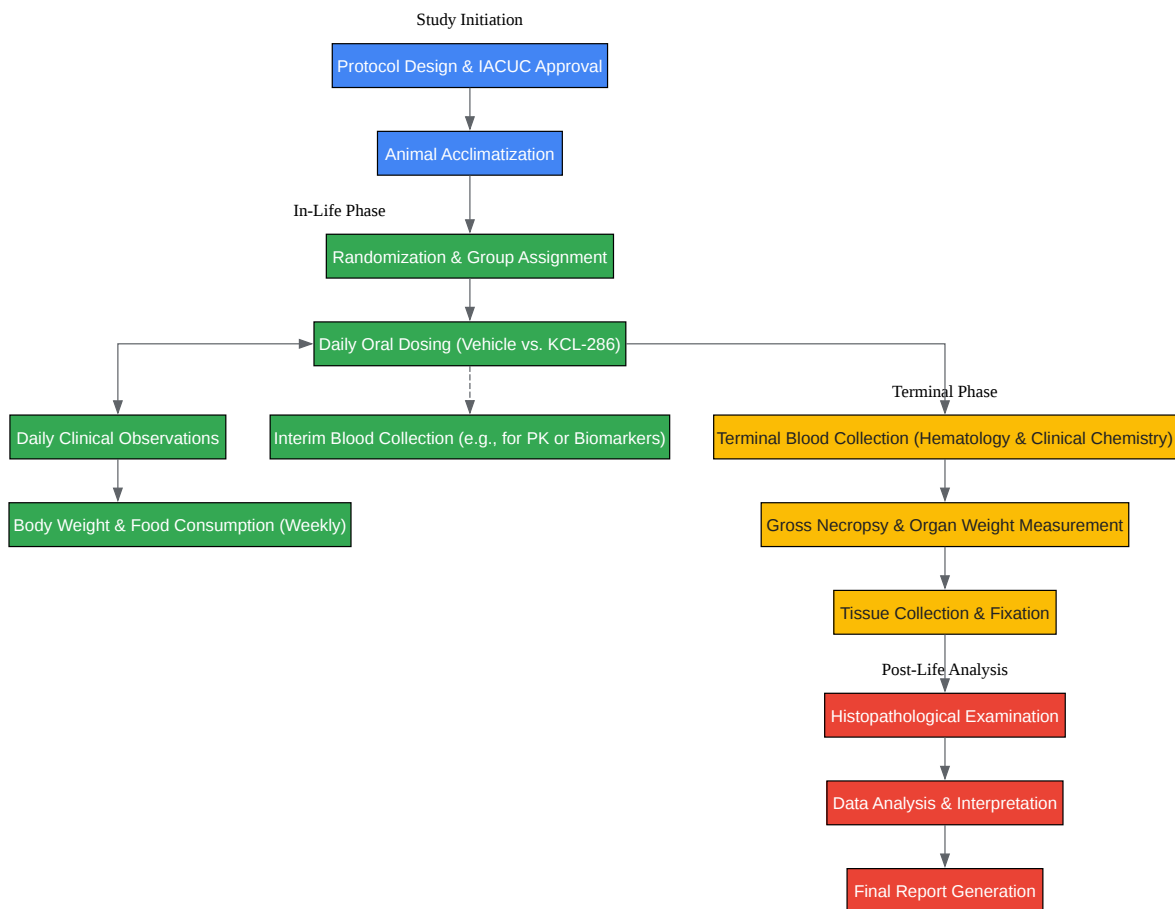 Study Initiation
Protocol Design & IACUC Approval
Animal Acclimatization
In-Life Phase
Randomization & Group Assignment
Daily Oral Dosing (Vehicle vs. KCL-286)
Terminal Phase
Daily Clinical Observations
Interim Blood Collection (e.g., for PK or Biomarkers)
Terminal Blood Collection (Hematology & Clinical Chemistry)
Body Weight & Food Consumption (Weekly)
Gross Necropsy & Organ Weight Measurement
Tissue Collection & Fixation
Post-Life Analysis
Histopathological Examination
Data Analysis & Interpretation
Final Report Generation